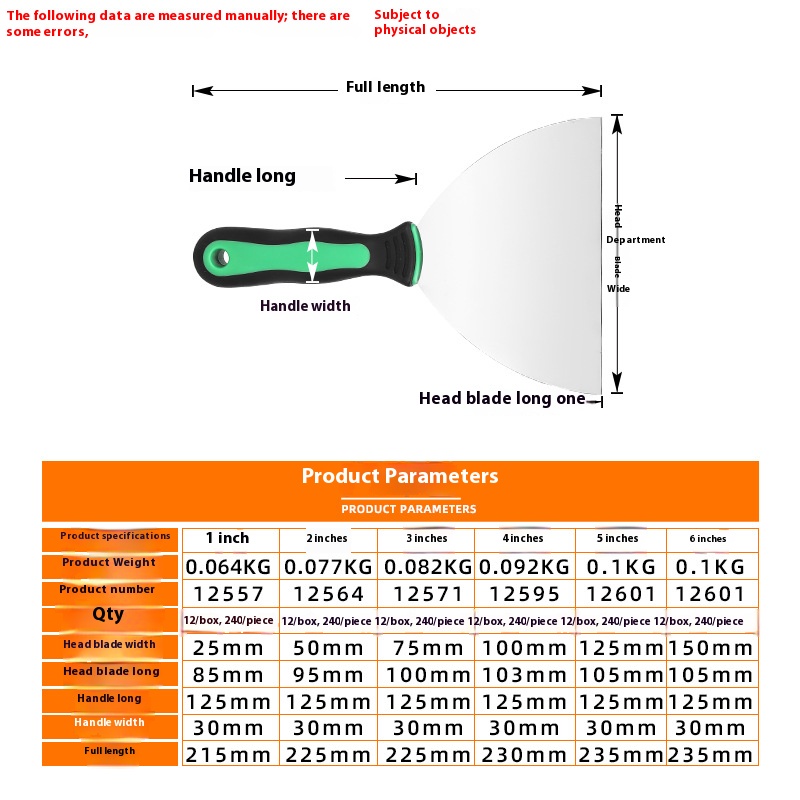 The following data are measured manually; there are
some errors,
Subject to
physical objects
Full length
Handle long
Head
Department
Blade
Wide
Handle width
Head blade long one
Product Parameters
PRODUCT PARAMETERS
Product specifications 1 inch 2 inches 3 inches 4 inches 5 inches 6 inches
Product Weight 0.064KG 0.077KG 0.082KG 0.092KG 0.1KG 0.1KG
Product number 12557 12564 12571 12595 12601 12601
Qty 12/box, 240/piece 12/box, 240/piece 12/box, 240/piece 12/box, 240/piece 12/box, 240/piece 12/box, 240/piece
Head blade width 25mm 50mm 75mm 100mm 125mm 150mm
Head blade long 85mm 95mm 100mm 103mm 105mm 105mm
Handle long 125mm 125mm 125mm 125mm 125mm 125mm
Handle width 30mm 30mm 30mm 30mm 30mm 30mm
Full length 215mm 225mm 225mm 230mm 235mm 235mm